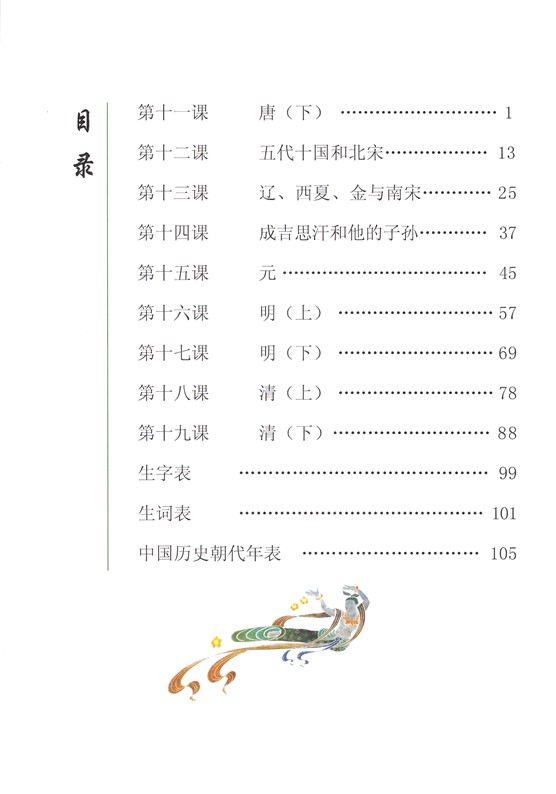 目录
第十一课 唐（下） ………………………… 1
第十二课 五代十国和北宋……………… 13
第十三课 辽、西夏、金与南宋………… 25
第十四课 成吉思汗和他的子孙………… 37
第十五课 元 ………………………………… 45
第十六课 明（上） ………………………… 57
第十七课 明（下） ………………………… 69
第十八课 清（上） ………………………… 78
第十九课 清（下）………………………… 88
生字表 ………………………………………… 99
生词表 ……………………………………… 101
中国历史朝代年表 …………………………… 105